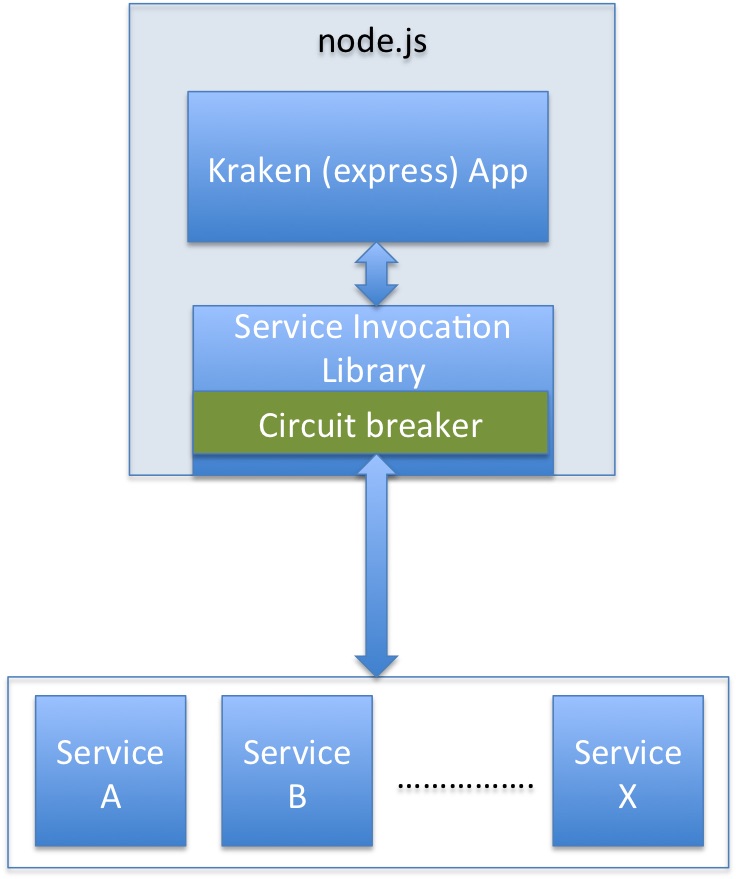 node.js
Kraken (express) App
Service Invocation
Library
Circuit breaker
Service
A
Service
B
................
Service
X